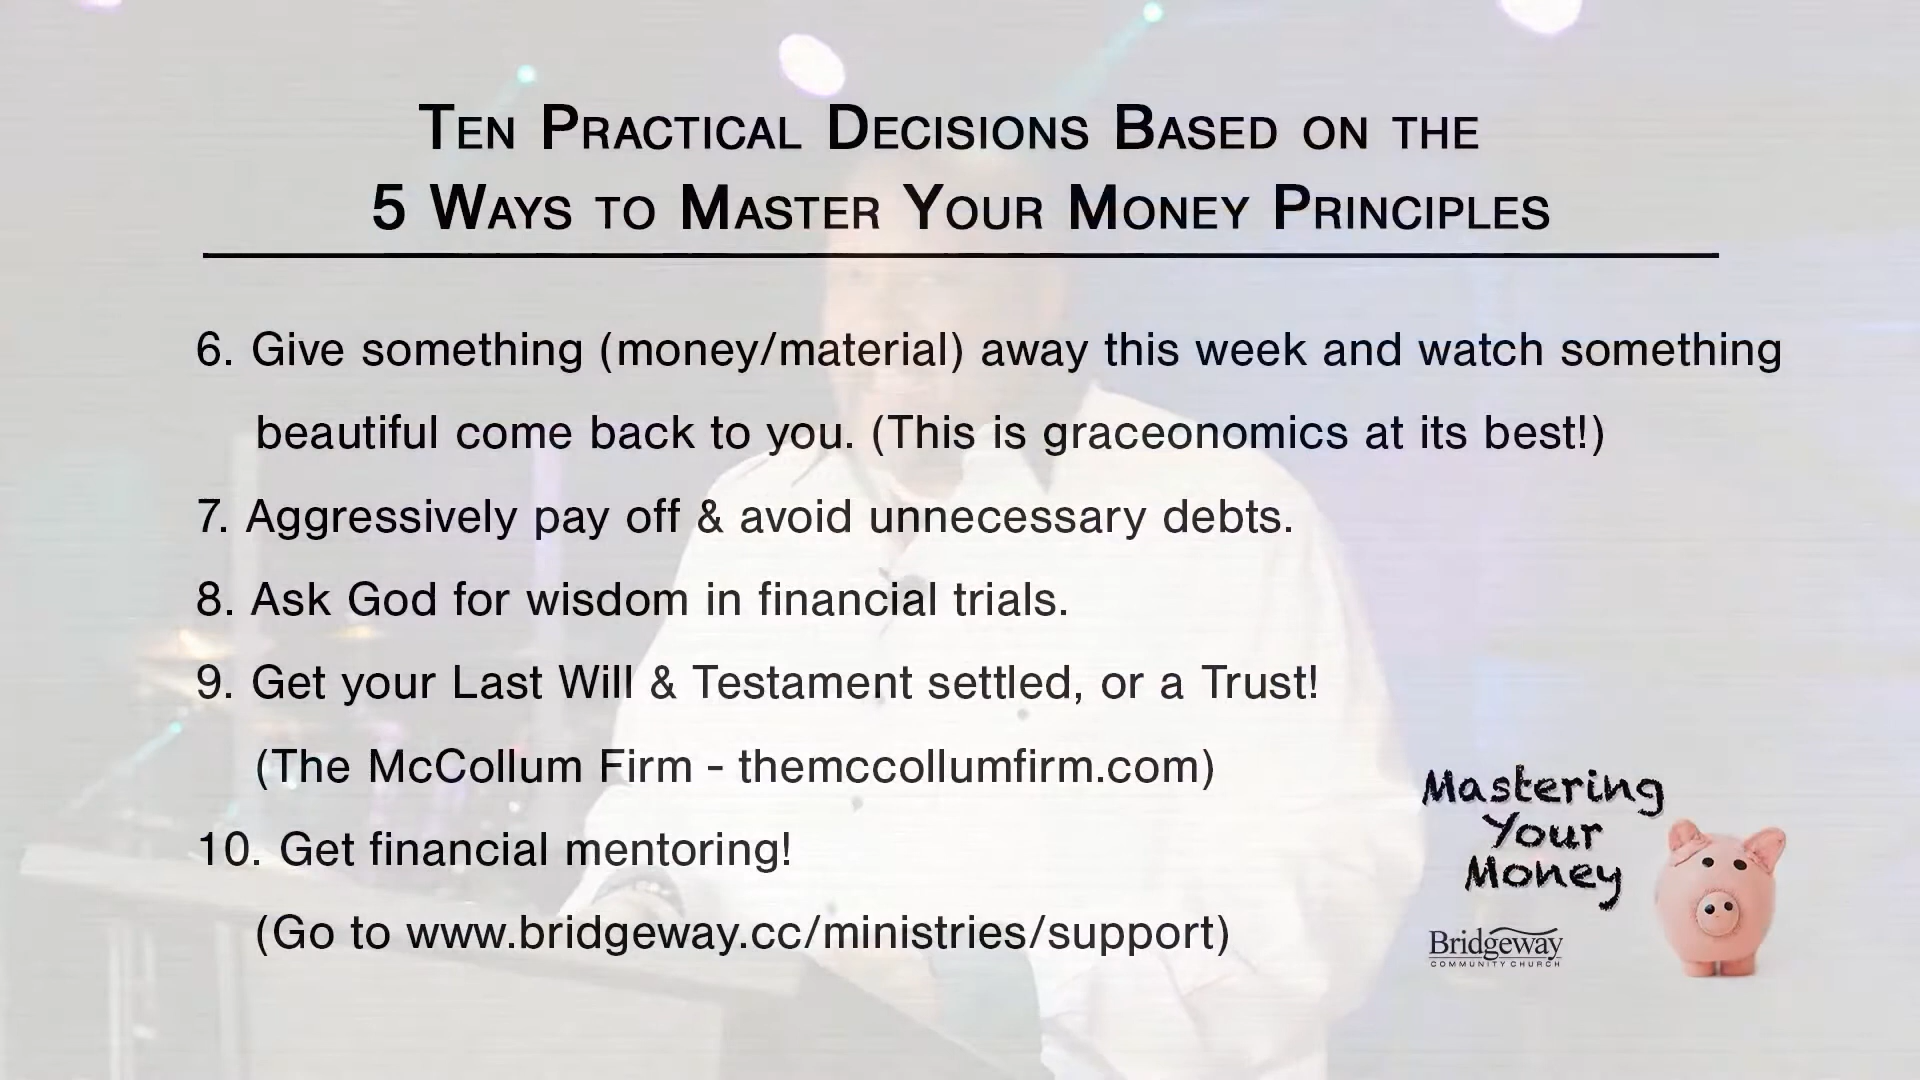 Ten Practical Decisions Based on the
5 Ways to Master Your Money Principles
6. Give something (money/material) away this week and watch something
beautiful come back to you. (This is graceonomics at its best!)
7. Aggressively pay off & avoid unnecessary debts.
8. Ask God for wisdom in financial trials.
9. Get your Last Will & Testament settled, or a Trust!
(The McCollum Firm - themccollumfirm.com)
10. Get financial mentoring!
(Go to www.bridgeway.cc/ministries/support)
Mastering
Your
Money
Bridgeway
COMMUNITY CHURCH